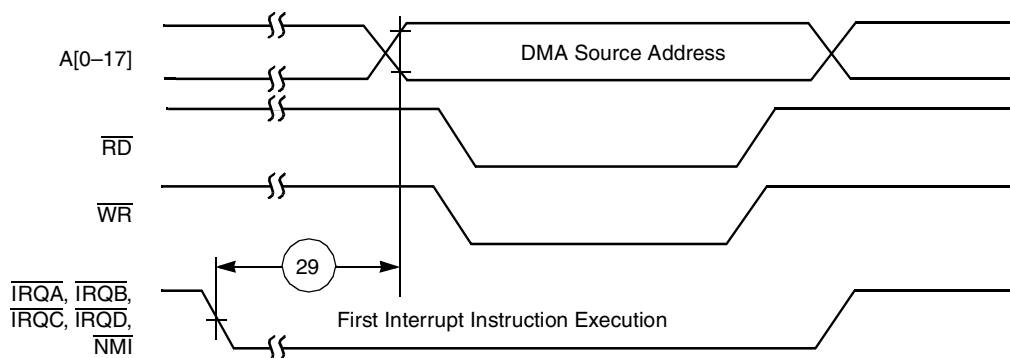 A[0–17]
DMA Source Address
RD
WR
29
IRQA, IRQB,
IRQC, IRQD,
NMI
First Interrupt Instruction Execution